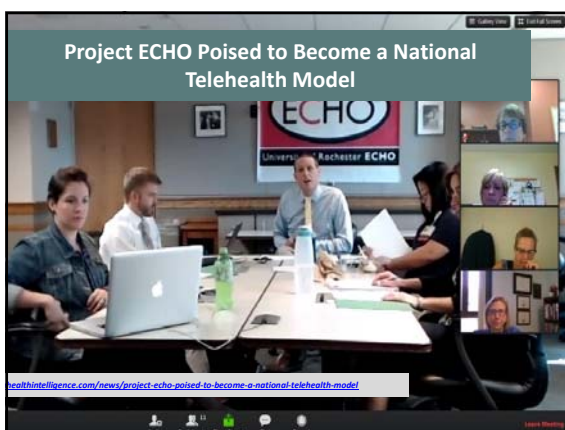 Gallery View Exit Full Screen
Project ECHO Poised to Become a National
Telehealth Model
ECHO
University of Rochester ECHO
healthintelligence.com/news/project-echo-poised-to-become-a-national-telehealth-model
11
Leave Meeting